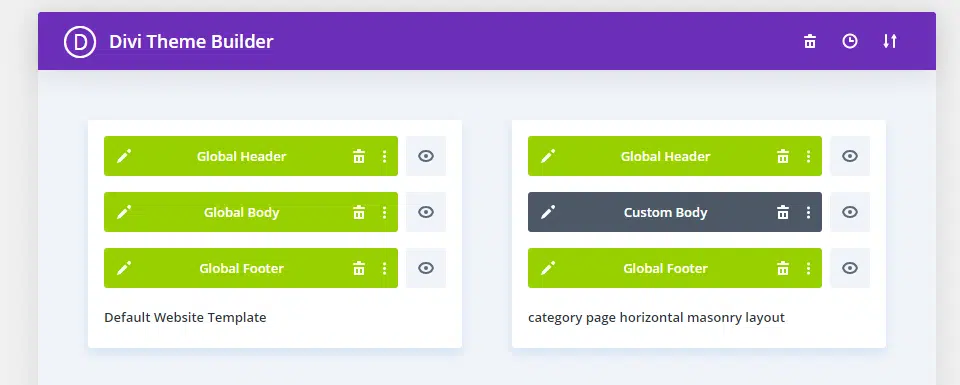 D Divi Theme Builder
Global Header
Global Body
Global Footer
Default Website Template
Global Header
Custom Body
Global Footer
category page horizontal masonry layout